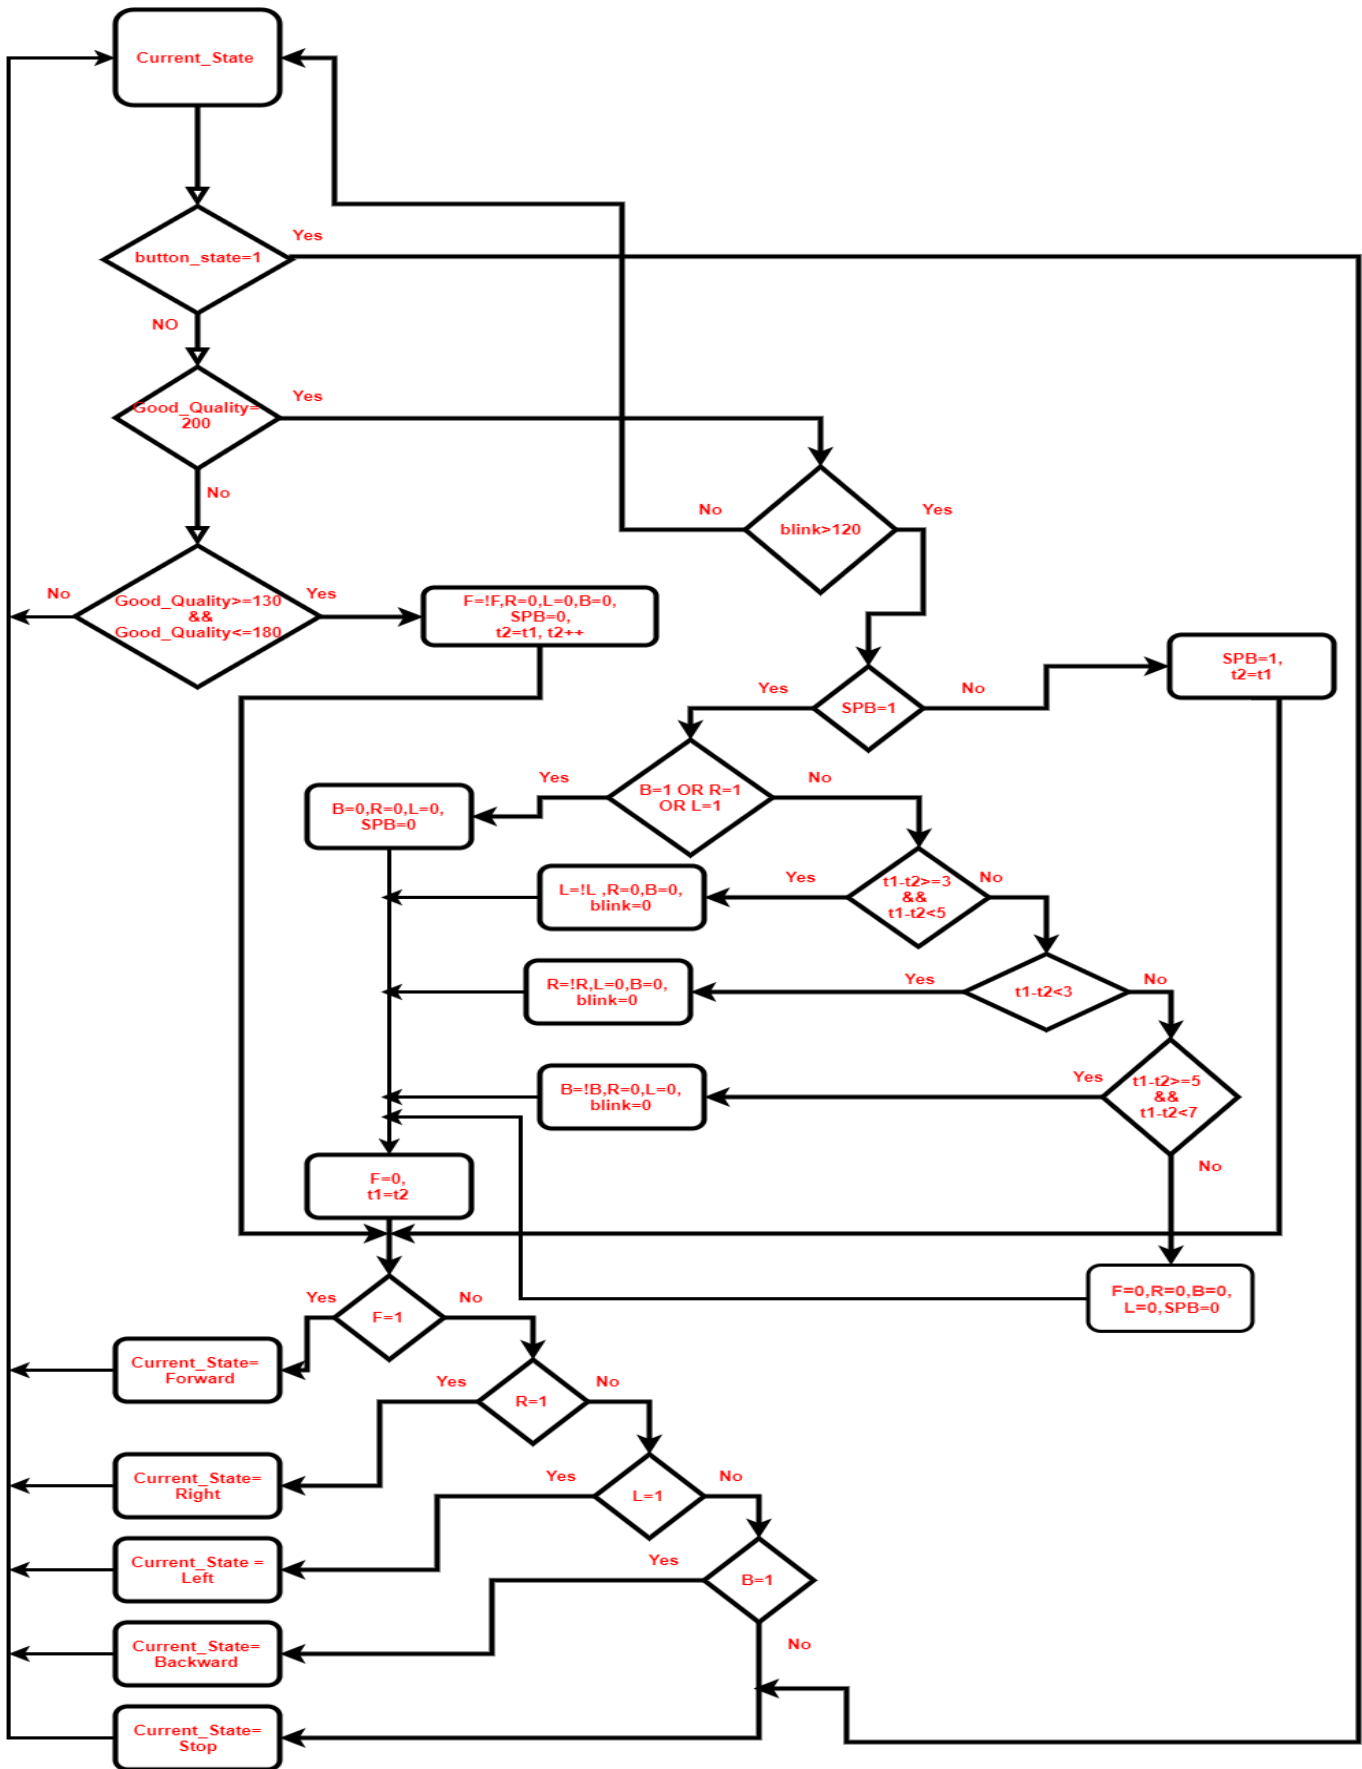 Current_State
Yes
button_state=1
NO
Yes
Good_Quality=
200
No
No
Yes
blink>120
No
Yes
Good_Quality>=130
&&
Good_Quality<=180
F=!F,R=0,L=0,B=0,
SPB=0,
t2=t1, t2++
SPB=1,
t2=t1
Yes
No
SPB=1
Yes
No
B=1 OR R=1
OR L=1
B=0,R=0,L=0,
SPB=0
Yes
No
t1-t2>=3
&&
t1-t2<5
L=!L ,R=0,B=0,
blink=0
Yes
No
t1-t2<3
R=!R,L=0,B=0,
blink=0
Yes
t1-t2>=5
&&
t1-t2<7
B=!B,R=0,L=0,
blink=0
No
F=0,
t1=t2
F=0,R=0,B=0,
L=0,SPB=0
Yes
No
F=1
Current_State=
Forward
Yes
No
R=1
Current_State=
Right
Yes
No
L=1
Current_State =
Left
Yes
B=1
No
Current_State=
Backward
Current_State=
Stop